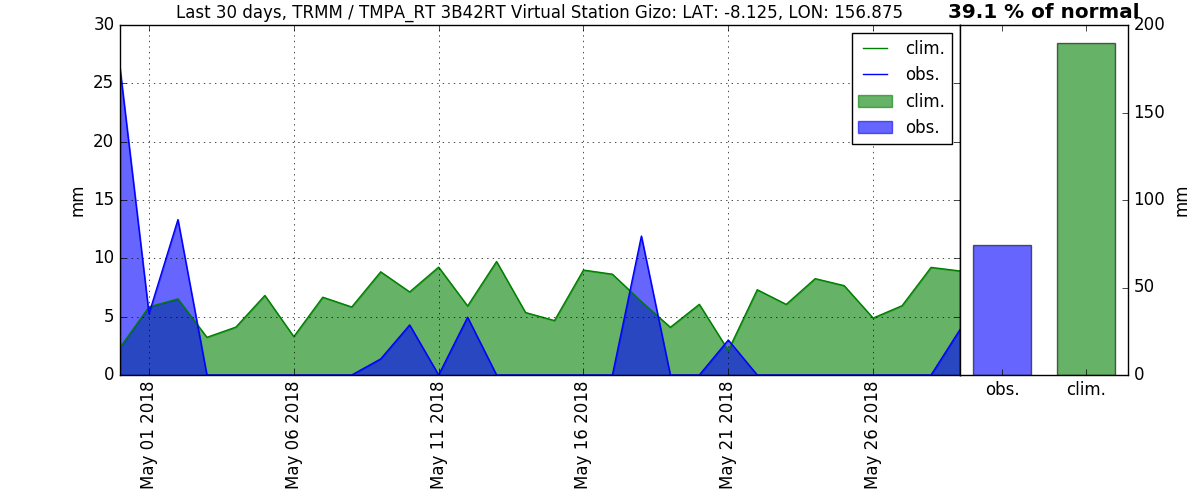 Last 30 days, TRMM / TMPA_RT 3B42RT Virtual Station Gizo: LAT: -8.125, LON: 156.875
39.1 % of normal
30
25
20
15
10
5
0
mm
clim.
obs.
clim.
obs.
May 01 2018
May 06 2018
May 11 2018
May 16 2018
May 21 2018
May 26 2018
200
150
100
50
0
mm
obs.
clim.